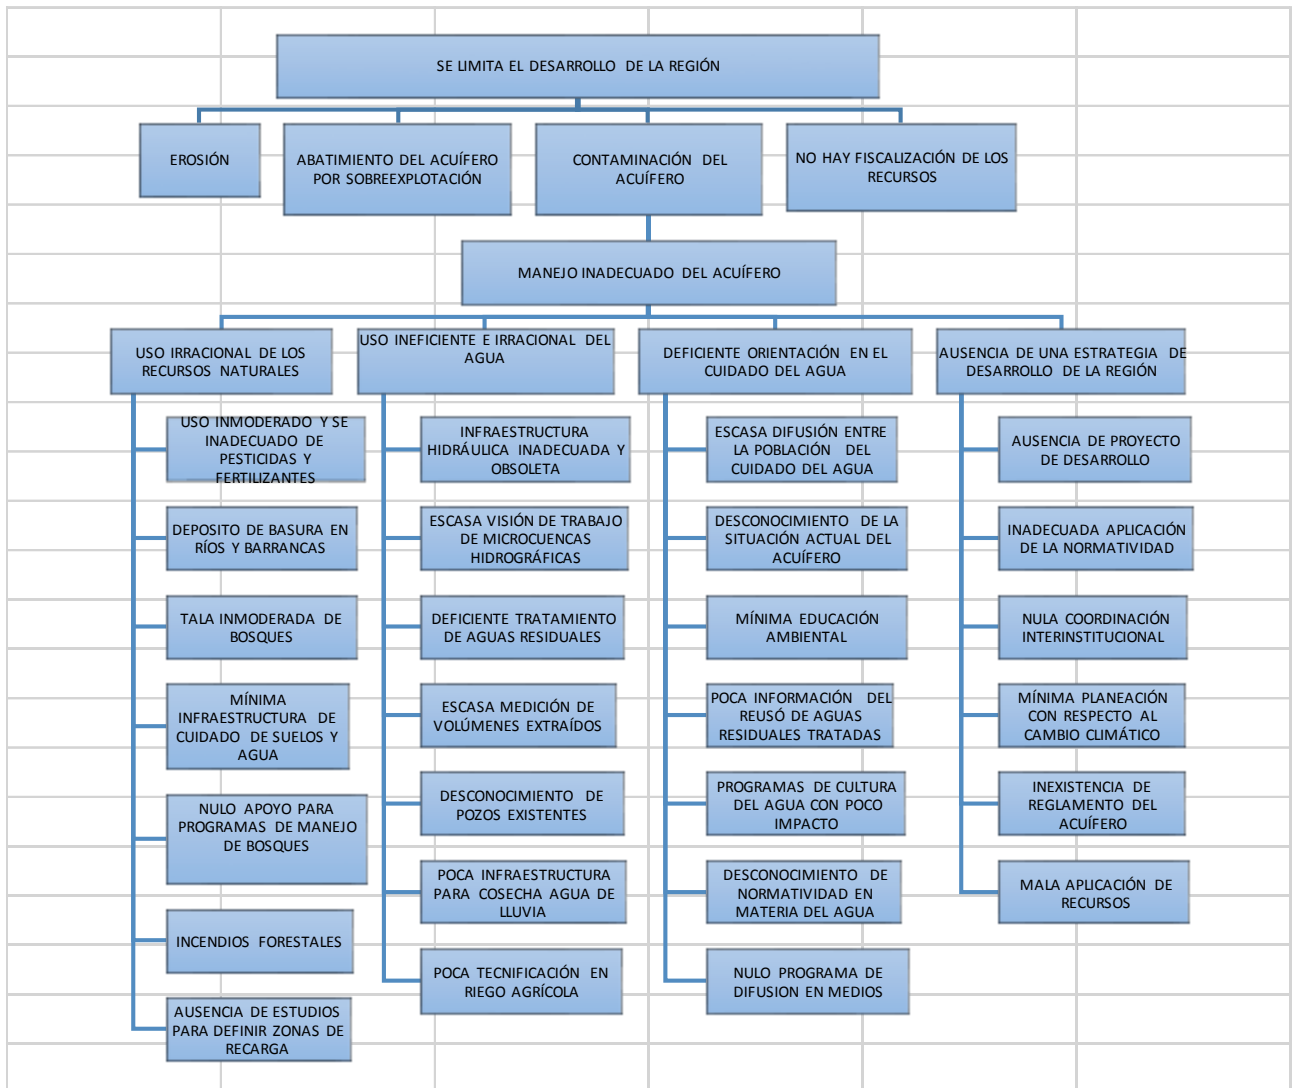 SE LIMITA EL DESARROLLO DE LA REGIÓN
EROSIÓN
ABATIMIENTO DEL ACUÍFERO
POR SOBREEXPLOTACIÓN
CONTAMINACIÓN DEL
ACUÍFERO
NO HAY FISCALIZACIÓN DE LOS
RECURSOS
MANEJO INADECUADO DEL ACUÍFERO
USO IRRACIONAL DE LOS
RECURSOS NATURALES
USO INMODERADO Y SE
INADECUADO DE
PESTICIDAS Y
FERTILIZANTES
DEPOSITO DE BASURA EN
RÍOS Y BARRANCAS
TALA INMODERADA DE
BOSQUES
MÍNIMA
INFRAESTRUCTURA DE
CUIDADO DE SUELOS Y
AGUA
NULO APOYO PARA
PROGRAMAS DE MANEJO
DE BOSQUES
INCENDIOS FORESTALES
AUSENCIA DE ESTUDIOS
PARA DEFINIR ZONAS DE
RECARGA
USO INEFICIENTE E IRRACIONAL DEL
AGUA
INFRAESTRUCTURA
HIDRÁULICA INADECUADA Y
OBSOLETA
ESCASA VISIÓN DE TRABAJO
DE MICROCUENCAS
HIDROGRÁFICAS
DEFICIENTE TRATAMIENTO
DE AGUAS RESIDUALES
ESCASA MEDICIÓN DE
VOLÚMENES EXTRAÍDOS
DESCONOCIMIENTO DE
POZOS EXISTENTES
POCA INFRAESTRUCTURA
PARA COSECHA AGUA DE
LLUVIA
POCA TECNIFICACIÓN EN
RIEGO AGRÍCOLA
DEFICIENTE ORIENTACIÓN EN EL
CUIDADO DEL AGUA
ESCASA DIFUSIÓN ENTRE
LA POBLACIÓN DEL
CUIDADO DEL AGUA
DESCONOCIMIENTO DE LA
SITUACIÓN ACTUAL DEL
ACUÍFERO
MÍNIMA EDUCACIÓN
AMBIENTAL
POCA INFORMACIÓN DEL
REUSÓ DE AGUAS
RESIDUALES TRATADAS
PROGRAMAS DE CULTURA
DEL AGUA CON POCO
IMPACTO
DESCONOCIMIENTO DE
NORMATIVIDAD EN
MATERIA DEL AGUA
NULO PROGRAMA DE
DIFUSION EN MEDIOS
AUSENCIA DE UNA ESTRATEGIA DE
DESARROLLO DE LA REGIÓN
AUSENCIA DE PROYECTO
DE DESARROLLO
INADECUADA APLICACIÓN
DE LA NORMATIVIDAD
NULA COORDINACIÓN
INTERINSTITUCIONAL
MÍNIMA PLANEACIÓN
CON RESPECTO AL
CAMBIO CLIMÁTICO
INEXISTENCIA DE
REGLAMENTO DEL
ACUÍFERO
MALA APLICACIÓN DE
RECURSOS